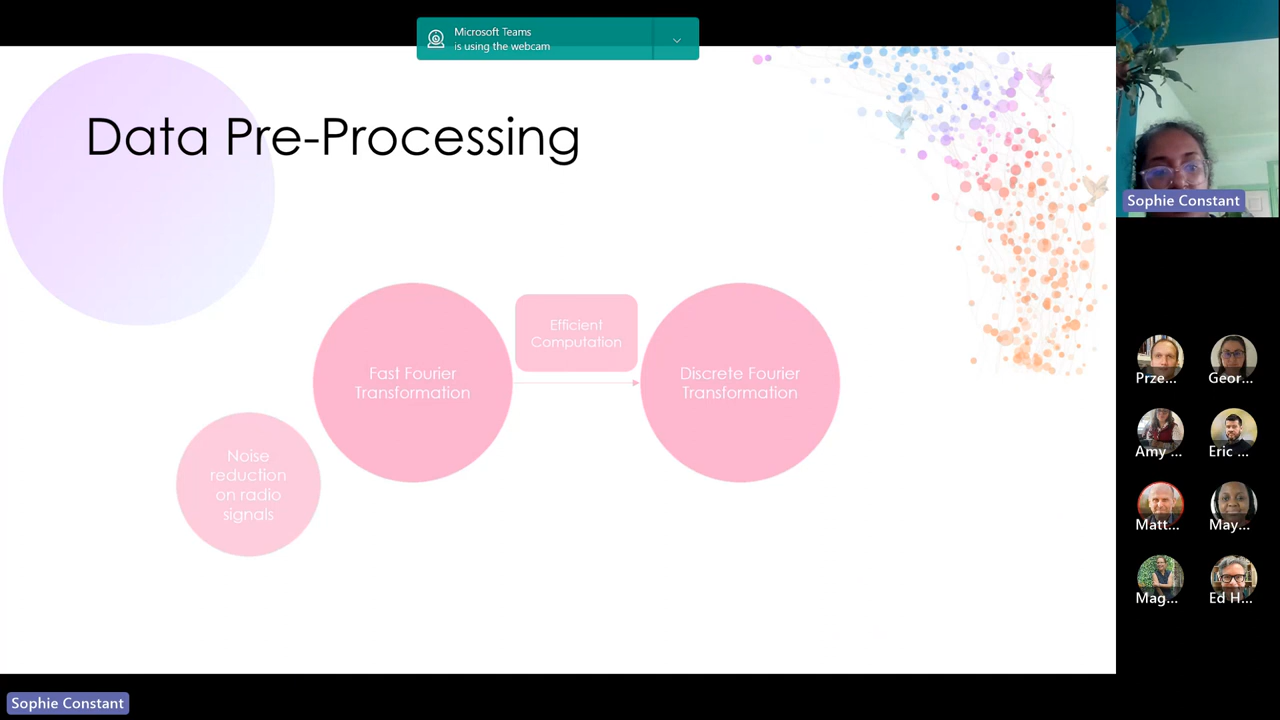 Microsoft Teams
is using the webcam
Data Pre-Processing
Sophie Constant
Efficient
Computation
Fast Fourier
Transformation
Discrete Fourier
Transformation
Noise
reduction
on radio
signals
Prze...
Geor...
Amy ...
Eric ...
Matt...
May...
Mag...
Ed H...
Sophie Constant